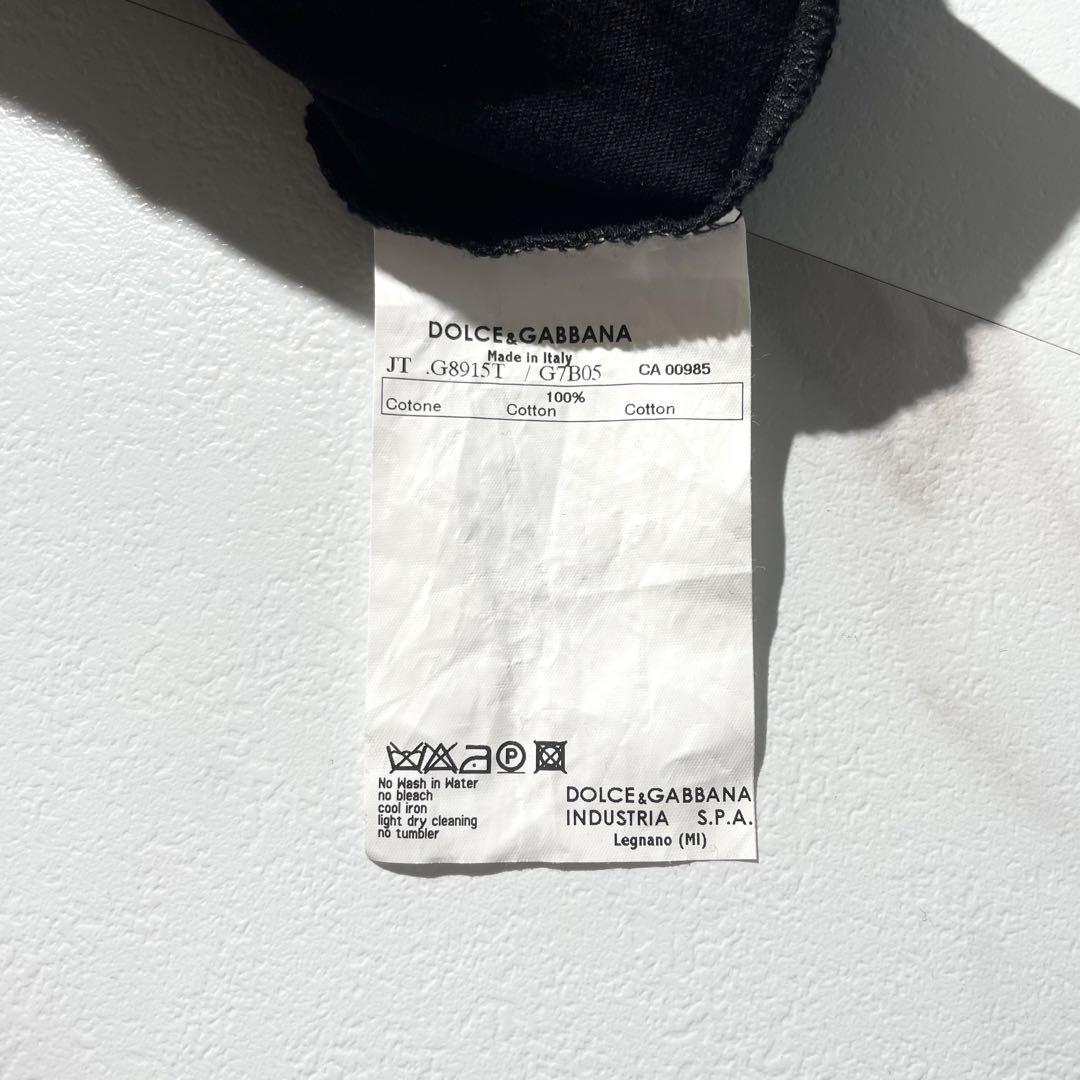 DOLCE&GABBANA
Made in Italy
JT .G8915T / G7B05 CA 00985
100%
Cotone Cotton Cotton
P
No Wash in Water
no bleach
cool iron
light dry cleaning
no tumbler
DOLCE&GABBANA
INDUSTRIA S.P.A.
Legnano (MI)